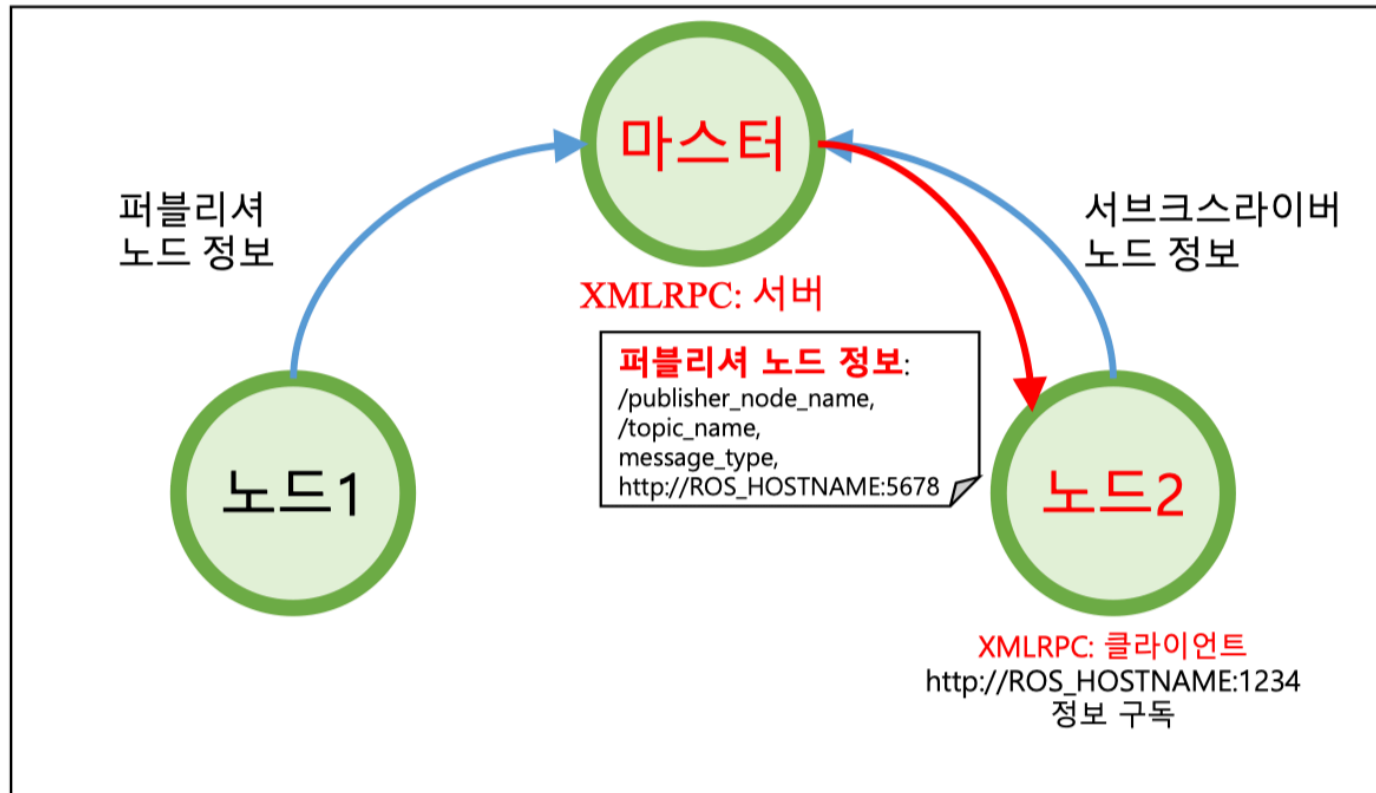 마스터
퍼블리셔
노드 정보
서브크스라이버
노드 정보
XMLRPC: 서버
퍼블리셔 노드 정보:
/publisher_node_name,
/topic_name,
message_type,
http://ROS_HOSTNAME:5678
노드1
노드2
XMLRPC: 클라이언트
http://ROS_HOSTNAME:1234
정보 구독